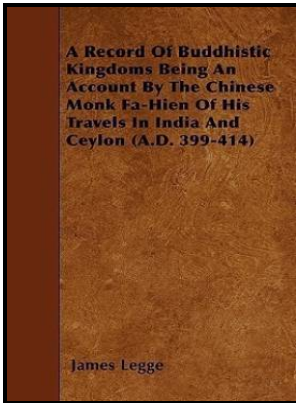 A Record Of Buddhistic
Kingdoms Being An
Account By The Chinese
Monk Fa-Hien Of His
Travels In India And
Ceylon (A.D. 399-414)
James Legge